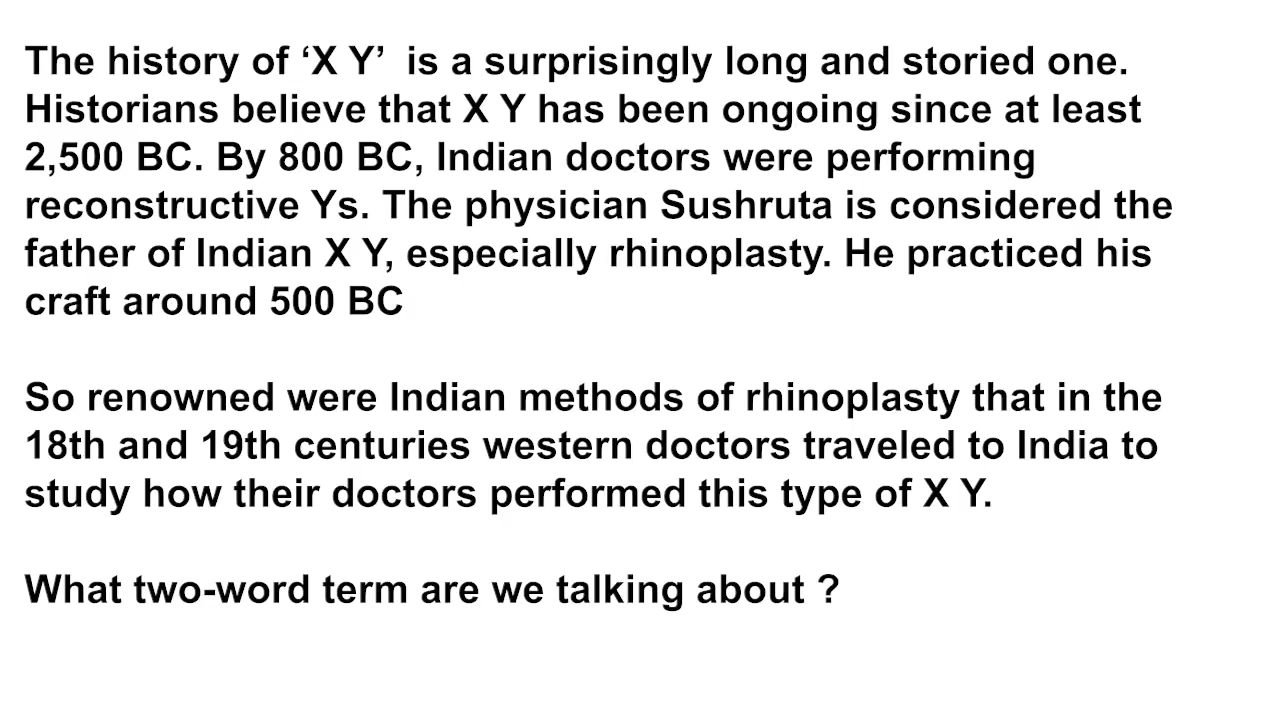 The history of ‘X Y’  is a surprisingly long and storied one.
Historians believe that X Y has been ongoing since at least
2,500 BC. By 800 BC, Indian doctors were performing
reconstructive Ys. The physician Sushruta is considered the
father of Indian X Y, especially rhinoplasty. He practiced his
craft around 500 BC
So renowned were Indian methods of rhinoplasty that in the
18th and 19th centuries western doctors traveled to India to
study how their doctors performed this type of X Y.
What two-word term are we talking about ?